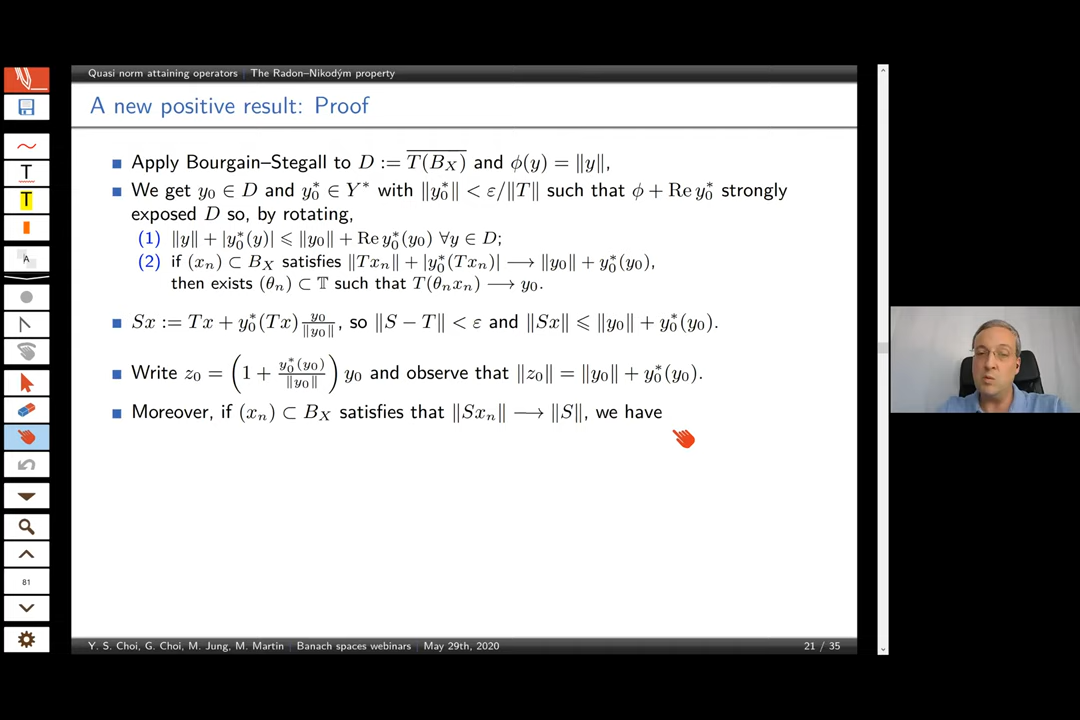 Quasi norm attaining operators | The Radon–Nikodým property
A new positive result: Proof
Apply Bourgain–Stegall to D := \overline{T(B_X)} and ϕ(y) = ‖y‖,
We get y_0 ∈ D and y_0^* ∈ Y^* with ‖y_0^*‖ < ε/‖T‖ such that ϕ + Re y_0^* strongly
exposed D so, by rotating,
(1) ‖y‖ + |y_0^*(y)| ⩽ ‖y_0‖ + Re y_0^*(y_0) ∀y ∈ D;
(2) if (x_n) ⊂ B_X satisfies ‖Tx_n‖ + |y_0^*(Tx_n)| ⟶ ‖y_0‖ + y_0^*(y_0),
then exists (θ_n) ⊂ 𝕋 such that T(θ_n x_n) ⟶ y_0.
Sx := Tx + y_0^*(Tx) \frac{y_0}{‖y_0‖}, so ‖S − T‖ < ε and ‖Sx‖ ⩽ ‖y_0‖ + y_0^*(y_0).
Write z_0 = (1 + \frac{y_0^*(y_0)}{‖y_0‖}) y_0 and observe that ‖z_0‖ = ‖y_0‖ + y_0^*(y_0).
Moreover, if (x_n) ⊂ B_X satisfies that ‖Sx_n‖ ⟶ ‖S‖, we have
T
T
A
81
Y. S. Choi, G. Choi, M. Jung, M. Martin | Banach spaces webinars | May 29th, 2020 21 / 35